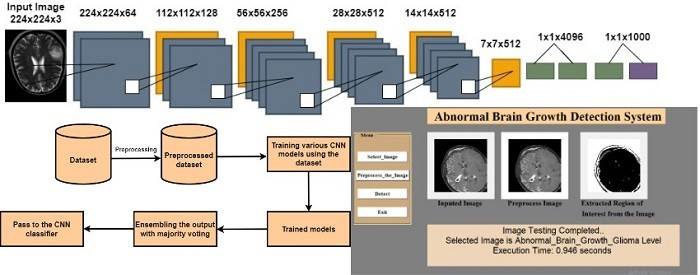 Input Image
224x224x3
224x224x64
112x112x128
56x56x256
28x28x512
14x14x512
7x7x512
1x1x4096
1x1x1000
Dataset
Preprocessing
Preprocessed
dataset
Training various CNN
models using the
dataset
Pass to the CNN
classifier
Ensembling the output
with majority voting
Trained models
Abnormal Brain Growth Detection System
Menu
Select_Image
Preprocess_the_Image
Detect
Exit
Inputed Image
Preprocess Image
Extracted Region of
Interest from the Image
Image Testing Completed..
Selected Image is Abnormal_Brain_Growth_Glioma Level
Execution Time: 0.946 seconds